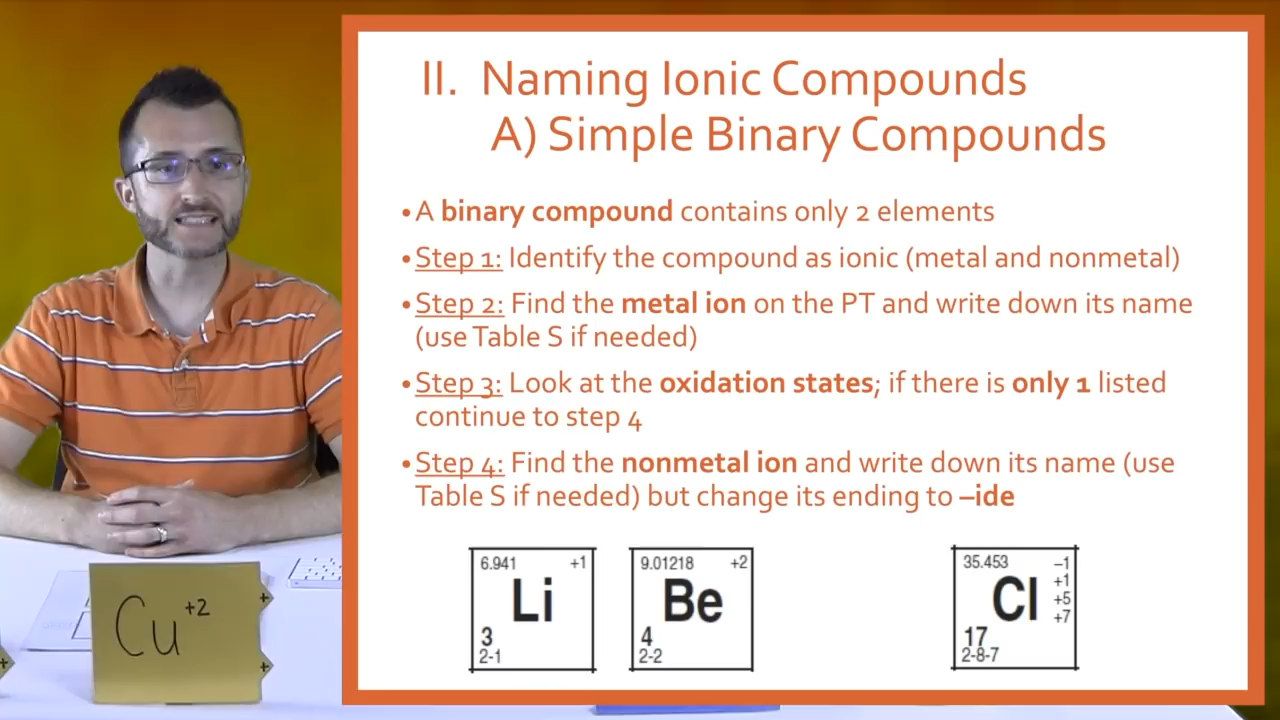 II. Naming Ionic Compounds
A) Simple Binary Compounds
•A binary compound contains only 2 elements
•Step 1: Identify the compound as ionic (metal and nonmetal)
•Step 2: Find the metal ion on the PT and write down its name
(use Table S if needed)
•Step 3: Look at the oxidation states; if there is only 1 listed
continue to step 4
•Step 4: Find the nonmetal ion and write down its name (use
Table S if needed) but change its ending to –ide
6.941 +1
Li
3
2-1
9.01218 +2
Be
4
2-2
35.453 –1
+1
Cl +5
+7
17
2-8-7
Cu+2
+
+
+